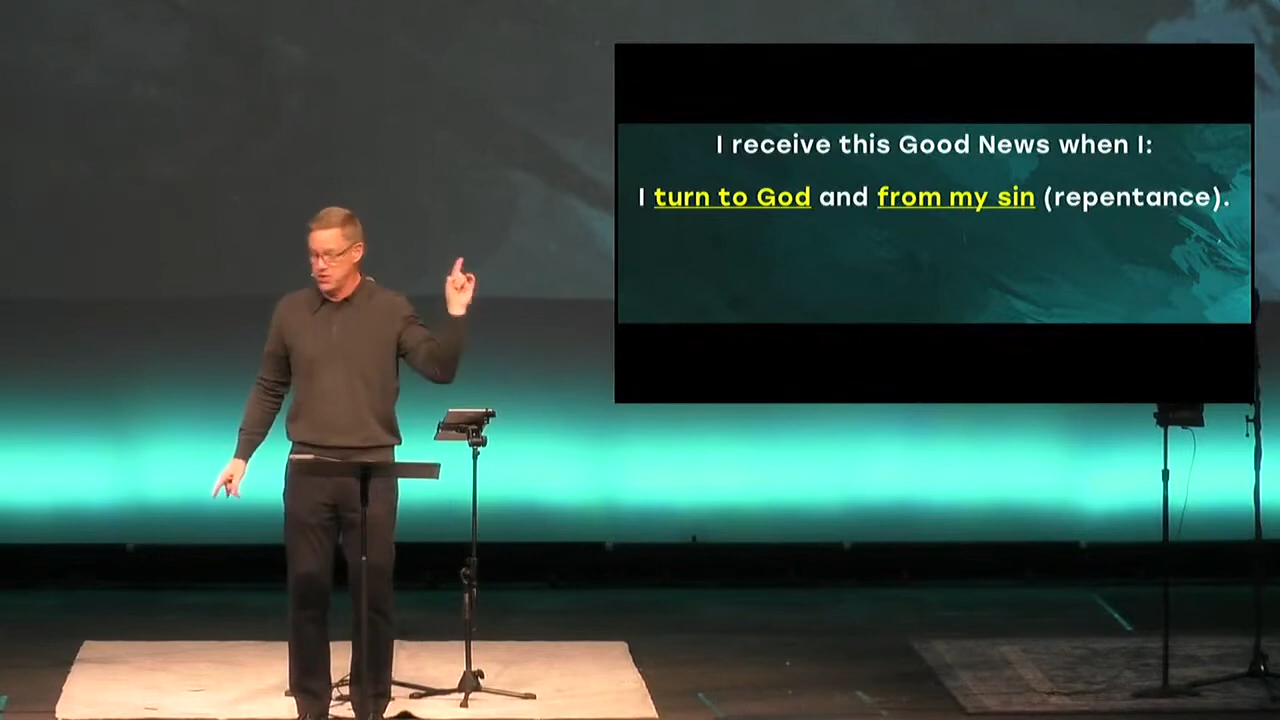 I receive this Good News when I:
I turn to God and from my sin (repentance).